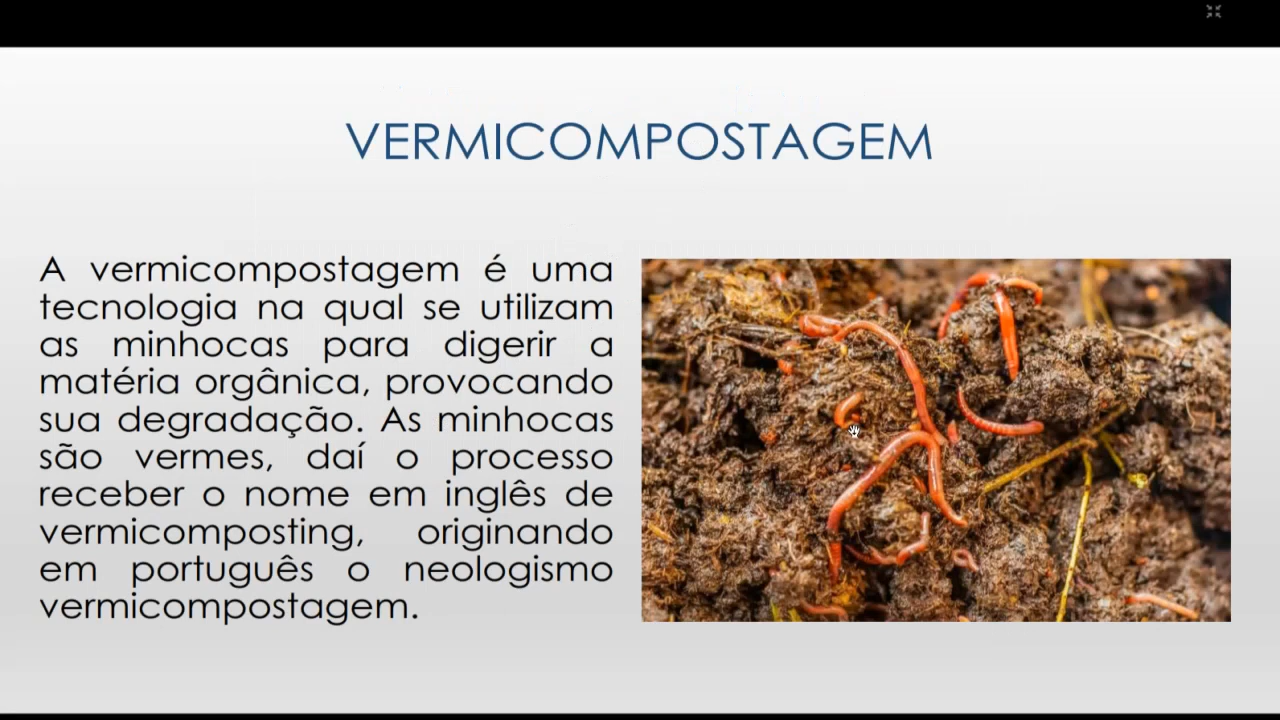 VERMICOMPOSTAGEM
A vermicompostagem é uma
tecnologia na qual se utilizam
as minhocas para digerir a
matéria orgânica, provocando
sua degradação. As minhocas
são vermes, daí o processo
receber o nome em inglês de
vermicomposting, originando
em português o neologismo
vermicompostagem.